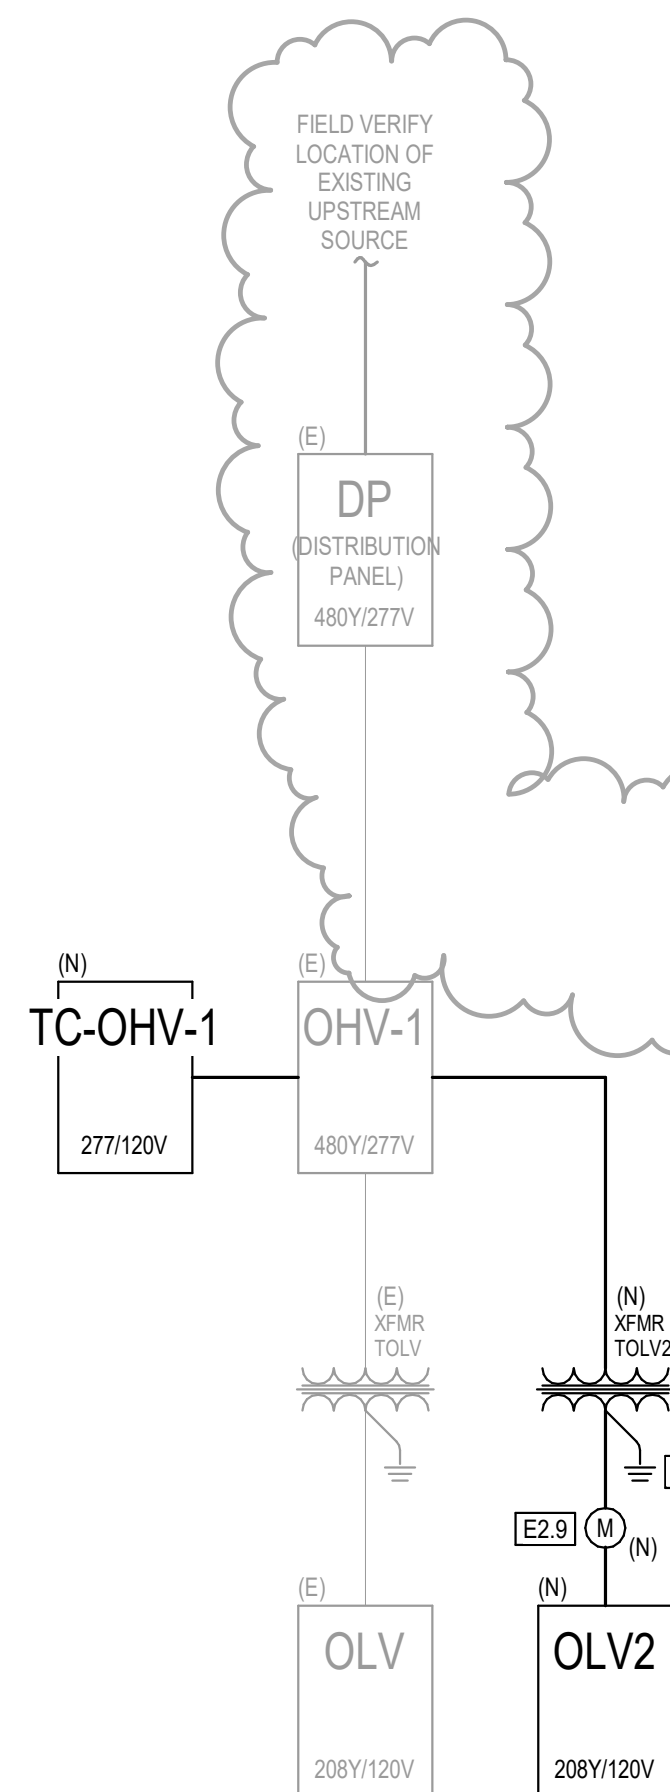 FIELD VERIFY
LOCATION OF
EXISTING
UPSTREAM
SOURCE
(E)
DP
(DISTRIBUTION
PANEL)
480Y/277V
(N)
TC-OHV-1
277/120V
(E)
OHV-1
480Y/277V
(E)
XFMR
TOLV
(N)
XFMR
TOLV2
E2.9
M
(N)
(E)
OLV
208Y/120V
(N)
OLV2
208Y/120V